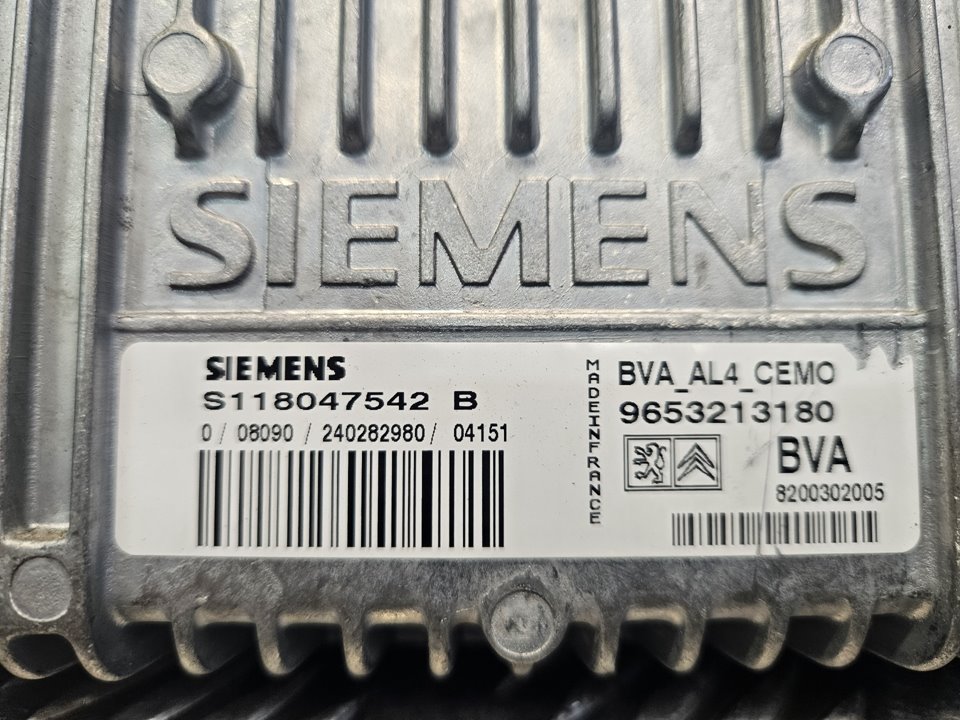 SIEMENS
SIEMENS
S118047542 B
0 / 08090 / 240282980 / 04151
MADEINFRANCE
BVA_AL4_CEMO
9653213180
BVA
8200302005